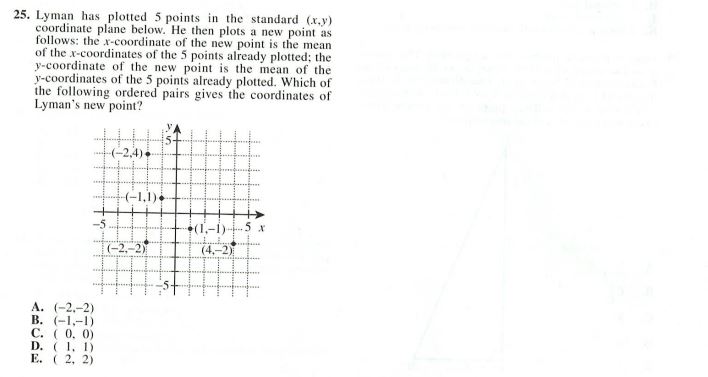 25. Lyman has plotted 5 points in the standard (x,y)
coordinate plane below. He then plots a new point as
follows: the x-coordinate of the new point is the mean
of the x-coordinates of the 5 points already plotted; the
y-coordinate of the new point is the mean of the
y-coordinates of the 5 points already plotted. Which of
the following ordered pairs gives the coordinates of
Lyman's new point?
y
5
(–2,4)
(–1,1)
–5
(1,–1)
5 x
(–2,–2)
(4,–2)
–5
A. (–2,–2)
B. (–1,–1)
C. ( 0, 0)
D. ( 1, 1)
E. ( 2, 2)